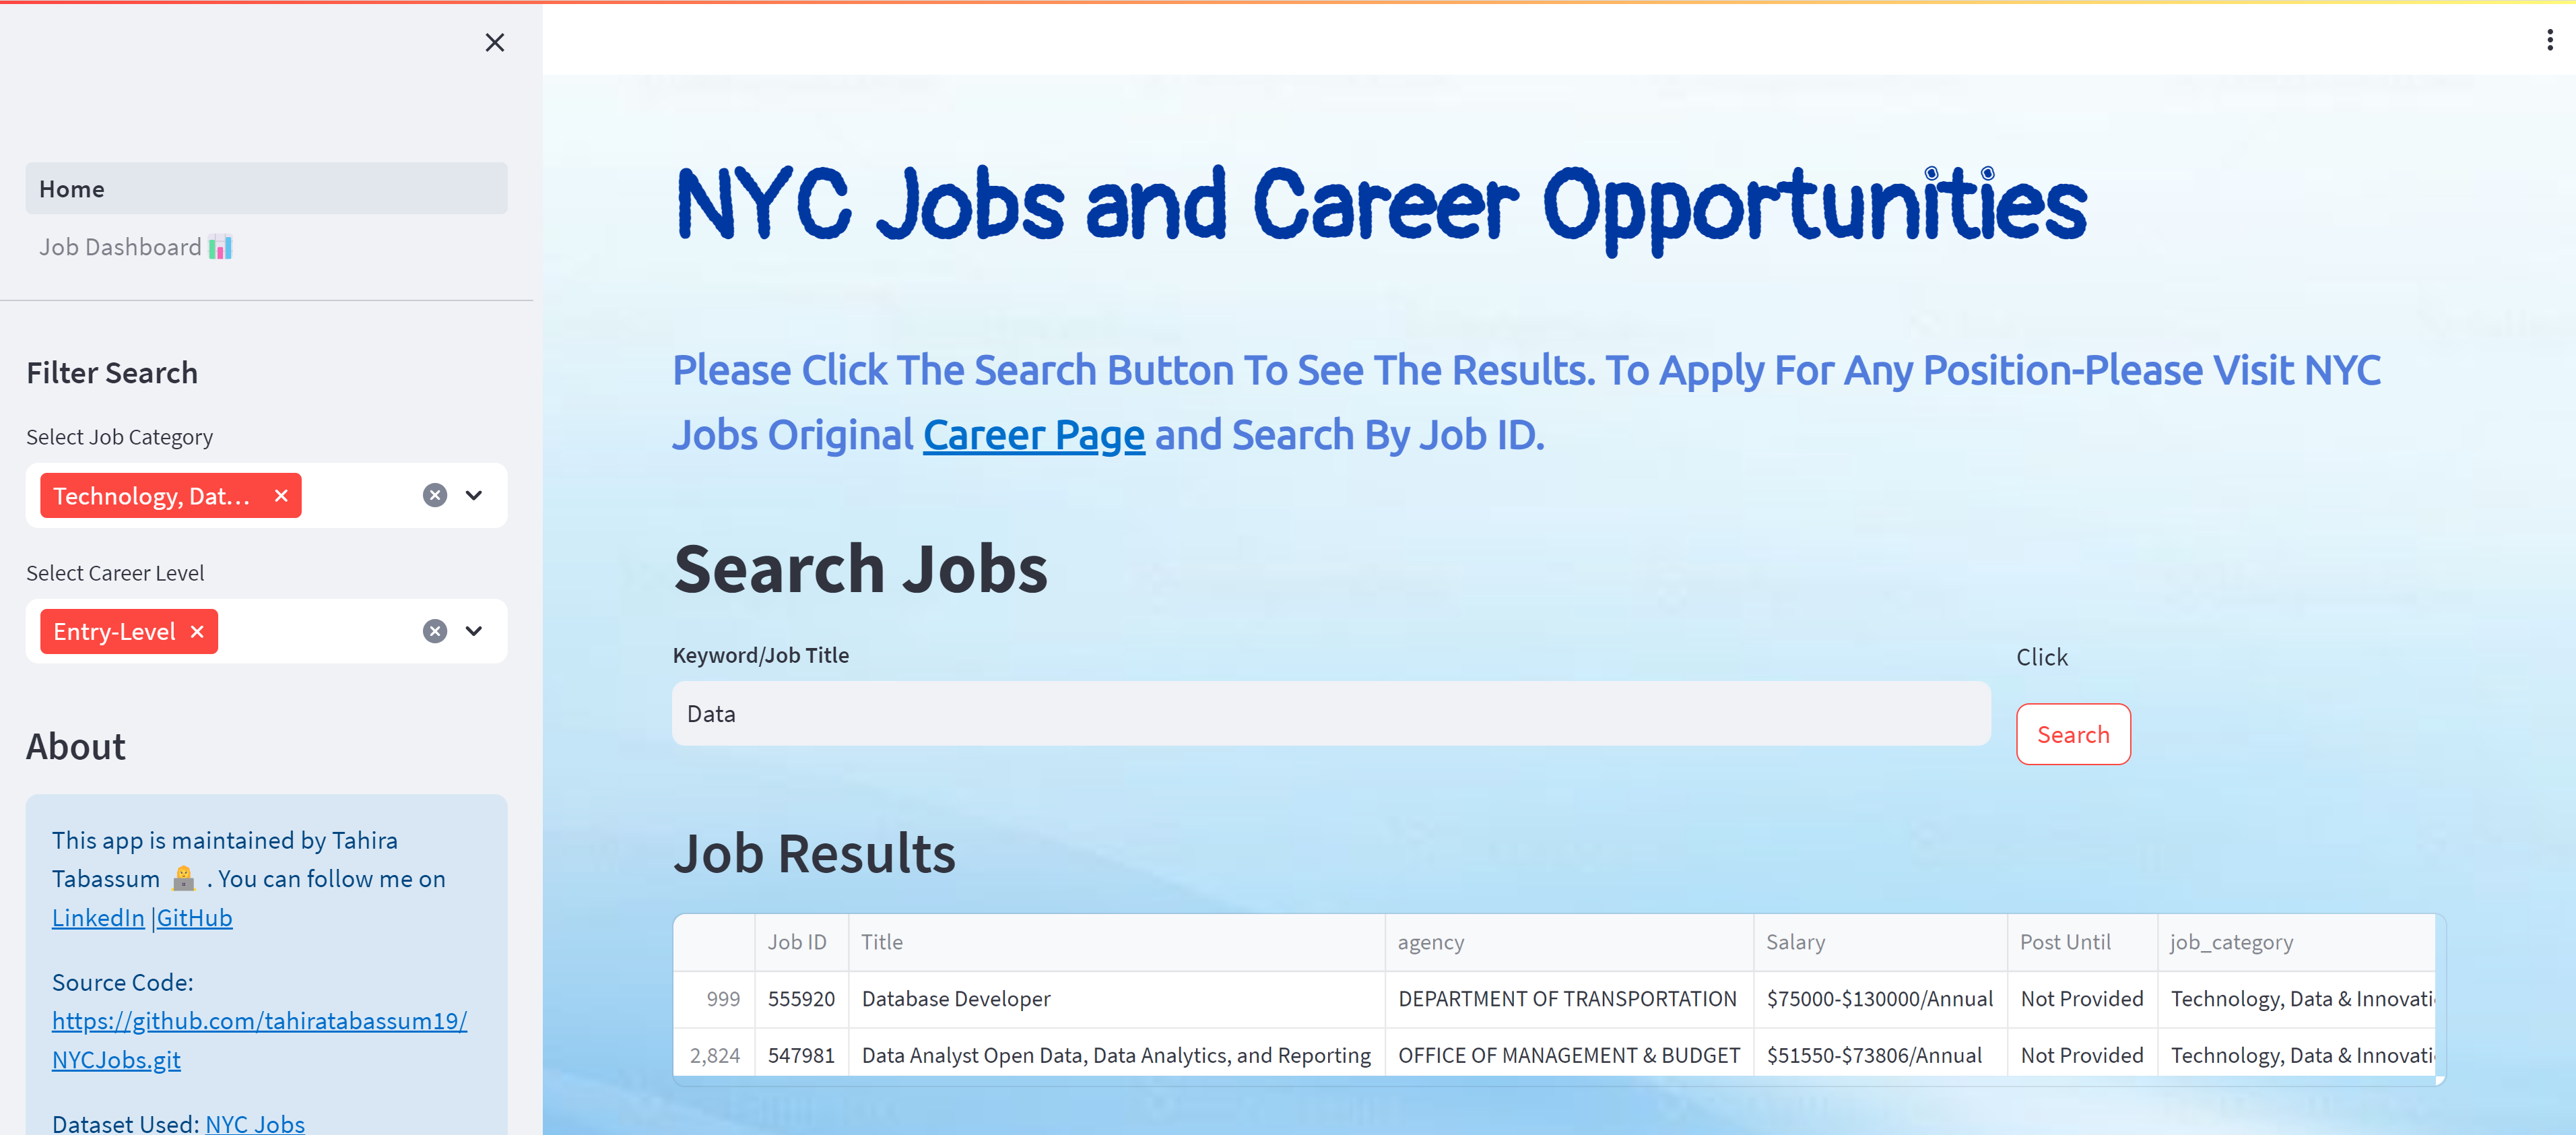 Home
Job Dashboard
Filter Search
Select Job Category
Technology, Dat...
Select Career Level
Entry-Level
About
This app is maintained by Tahira
Tabassum . You can follow me on
LinkedIn |GitHub
Source Code:
https://github.com/tahiratabassum19/
NYCJobs.git
Dataset Used: NYC Jobs
NYC Jobs and Career Opportunities
Please Click The Search Button To See The Results. To Apply For Any Position-Please Visit NYC
Jobs Original Career Page and Search By Job ID.
Search Jobs
Keyword/Job Title
Click
Data
Search
Job Results
Job ID Title agency Salary Post Until job_category
999 555920 Database Developer DEPARTMENT OF TRANSPORTATION $75000-$130000/Annual Not Provided Technology, Data & Innovati
2,824 547981 Data Analyst Open Data, Data Analytics, and Reporting OFFICE OF MANAGEMENT & BUDGET $51550-$73806/Annual Not Provided Technology, Data & Innovati